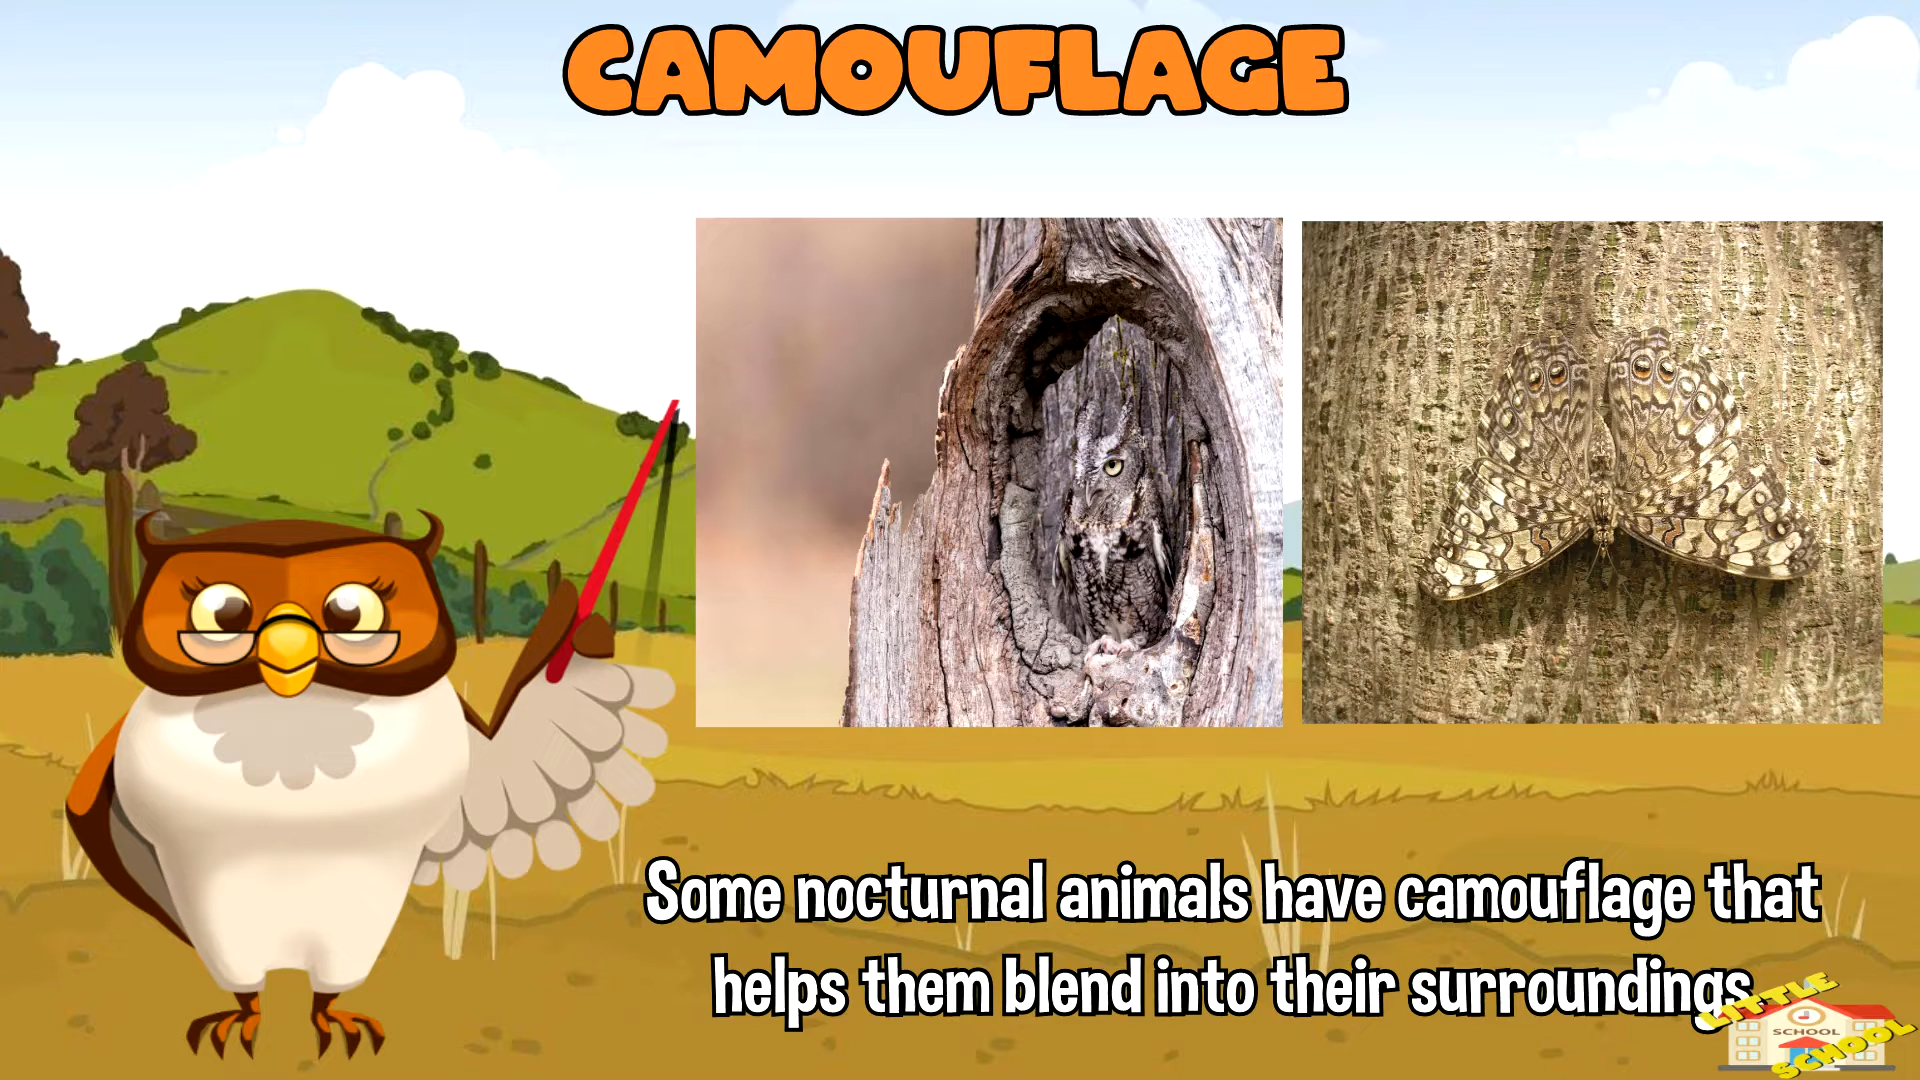 CAMOUFLAGE
Some nocturnal animals have camouflage that
helps them blend into their surroundings
LITTLE
SCHOOL
SCHOOL